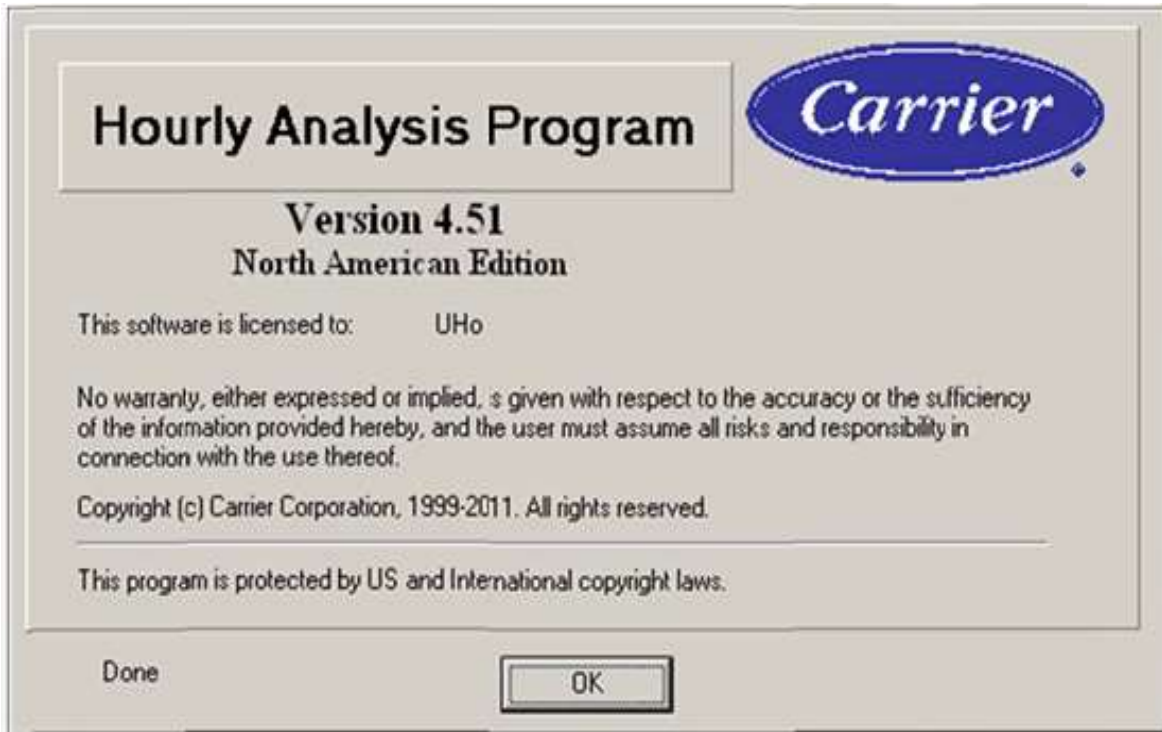 Hourly Analysis Program
Carrier
Version 4.51
North American Edition
This software is licensed to: UHo
No warranty, either expressed or implied, s given with respect to the accuracy or the sufficiency
of the information provided hereby, and the user must assume all risks and responsibility in
connection with the use thereof.
Copyright (c) Carrier Corporation, 1999-2011. All rights reserved.
This program is protected by US and International copyright laws.
Done
OK